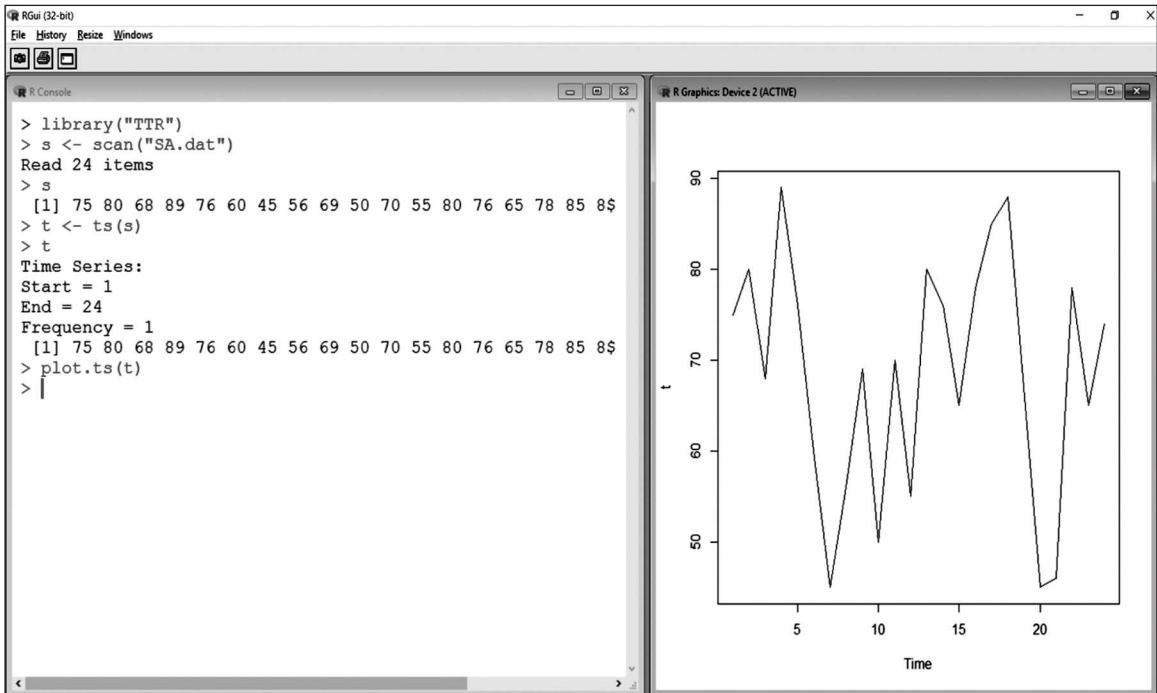 RGui (32-bit)
File History Resize Windows
R Console
> library("TTR")
> s <- scan("SA.dat")
Read 24 items
> s
[1] 75 80 68 89 76 60 45 56 69 50 70 55 80 76 65 78 85 8$
> t <- ts(s)
> t
Time Series:
Start = 1
End = 24
Frequency = 1
[1] 75 80 68 89 76 60 45 56 69 50 70 55 80 76 65 78 85 8$
> plot.ts(t)
>
R Graphics: Device 2 (ACTIVE)
90
80
70
60
50
t
5 10 15 20
Time